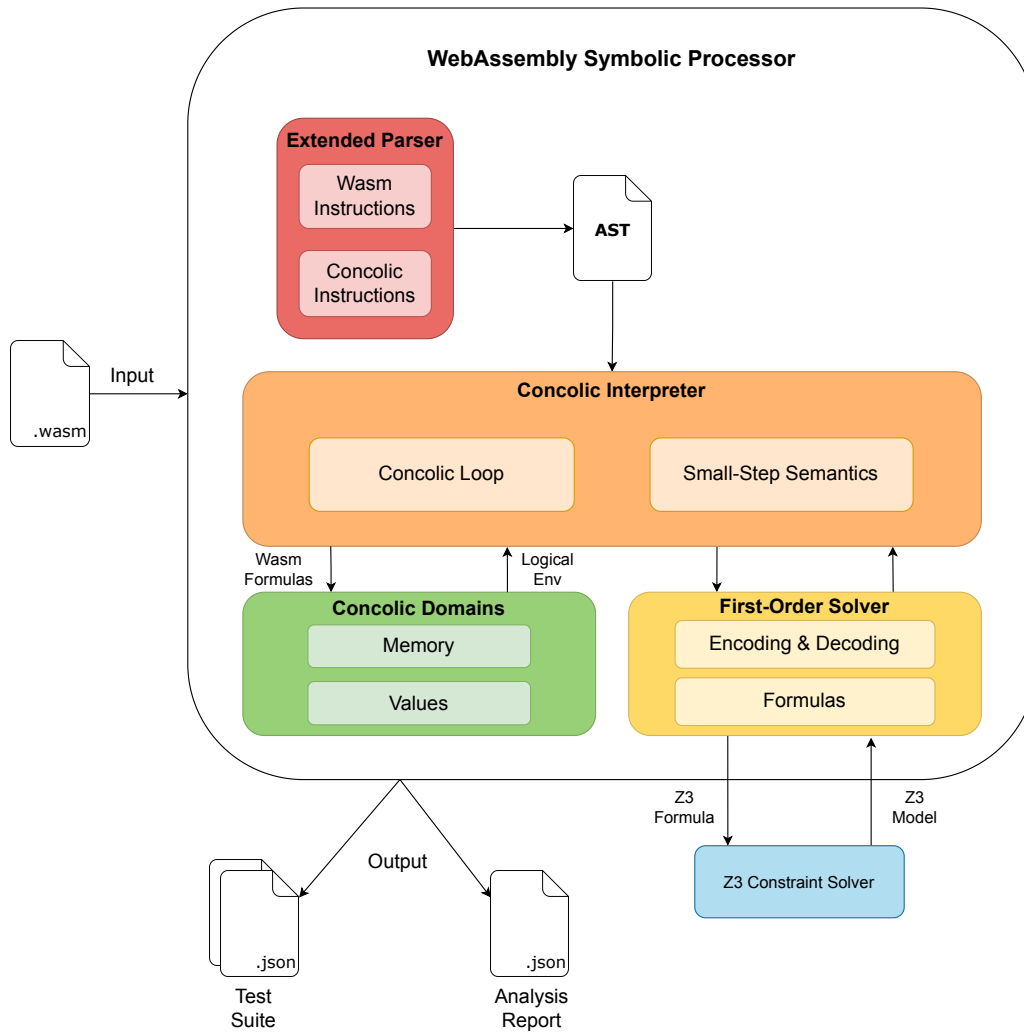 WebAssembly Symbolic Processor
Extended Parser
Wasm
Instructions
Concolic
Instructions
AST
Input
.wasm
Concolic Interpreter
Concolic Loop
Small-Step Semantics
Wasm
Formulas
Logical
Env
Concolic Domains
Memory
Values
First-Order Solver
Encoding & Decoding
Formulas
Z3
Formula
Z3
Model
Z3 Constraint Solver
Output
.json
Test
Suite
.json
Analysis
Report